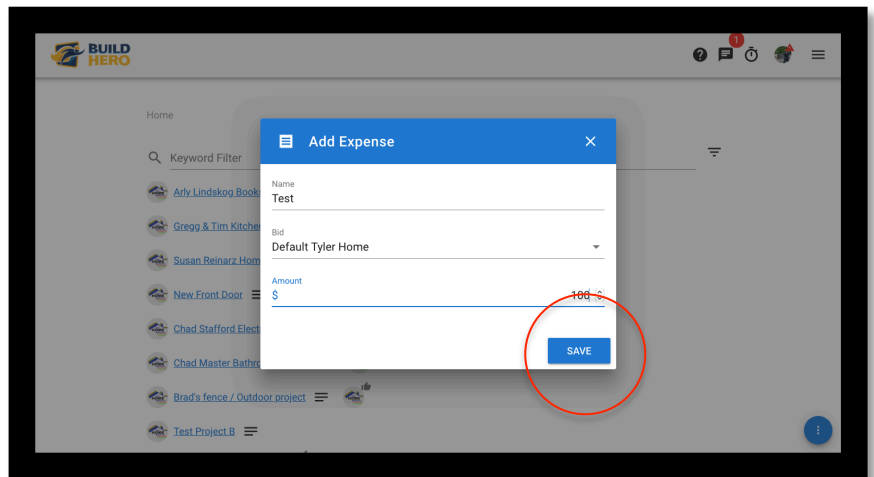 BUILD
HERO
1
Home
Keyword Filter
Add Expense
Name
Test
Bid
Default Tyler Home
Amount
$ 100
SAVE
Arly Lindskog Book
Gregg & Tim Kitche
Susan Reinarz Hom
New Front Door
Chad Stafford Elect
Chad Master Bathr
Brad's fence / Outdoor project
Test Project B